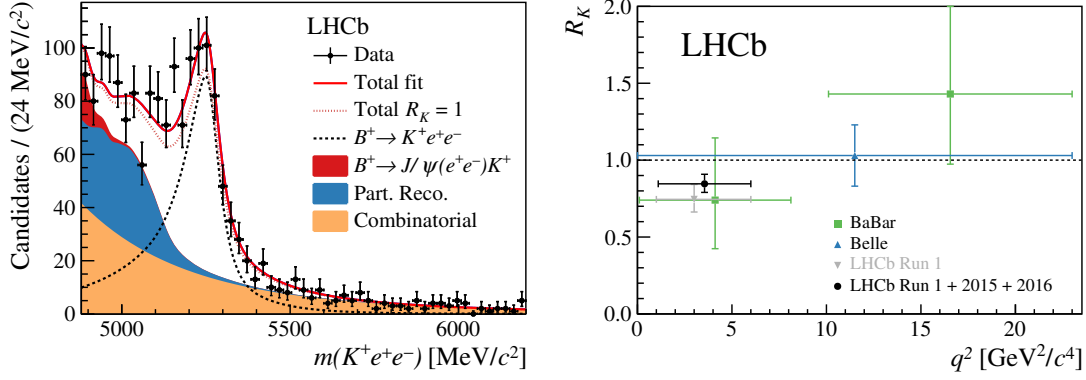 Candidates / (24 MeV/c²)
100
80
60
40
20
0
5000
5500
6000
m(K⁺e⁺e⁻) [MeV/c²]
LHCb
Data
Total fit
Total R_K = 1
B⁺→ K⁺e⁺e⁻
B⁺→ J/ψ(e⁺e⁻)K⁺
Part. Reco.
Combinatorial
R_K
2.0
1.5
1.0
0.5
0.0
0
5
10
15
20
q² [GeV²/c⁴]
LHCb
BaBar
Belle
LHCb Run 1
LHCb Run 1 + 2015 + 2016